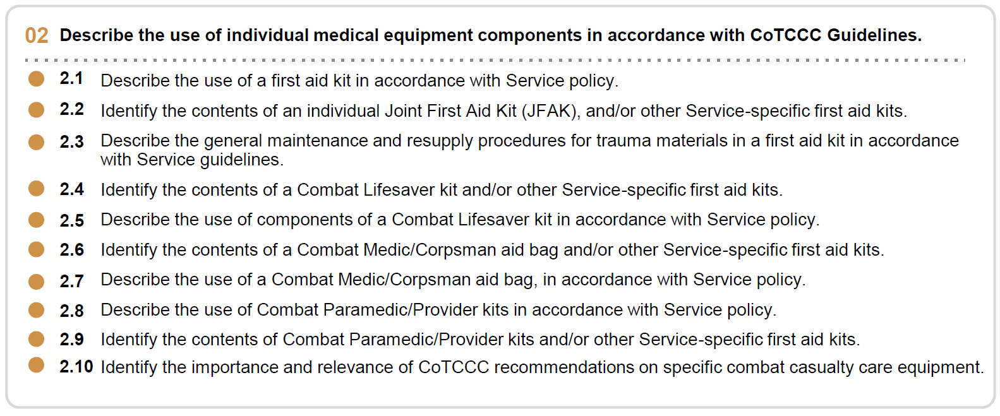 02 Describe the use of individual medical equipment components in accordance with CoTCCC Guidelines.
2.1 Describe the use of a first aid kit in accordance with Service policy.
2.2 Identify the contents of an individual Joint First Aid Kit (JFAK), and/or other Service-specific first aid kits.
2.3 Describe the general maintenance and resupply procedures for trauma materials in a first aid kit in accordance
with Service guidelines.
2.4 Identify the contents of a Combat Lifesaver kit and/or other Service-specific first aid kits.
2.5 Describe the use of components of a Combat Lifesaver kit in accordance with Service policy.
2.6 Identify the contents of a Combat Medic/Corpsman aid bag and/or other Service-specific first aid kits.
2.7 Describe the use of a Combat Medic/Corpsman aid bag, in accordance with Service policy.
2.8 Describe the use of Combat Paramedic/Provider kits in accordance with Service policy.
2.9 Identify the contents of Combat Paramedic/Provider kits and/or other Service-specific first aid kits.
2.10 Identify the importance and relevance of CoTCCC recommendations on specific combat casualty care equipment.